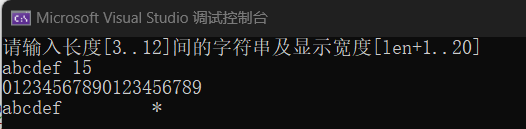 Microsoft Visual Studio 调试控制台
请输入长度[3..12]间的字符串及显示宽度[len+1..20]
abcdef 15
01234567890123456789
abcdef         *